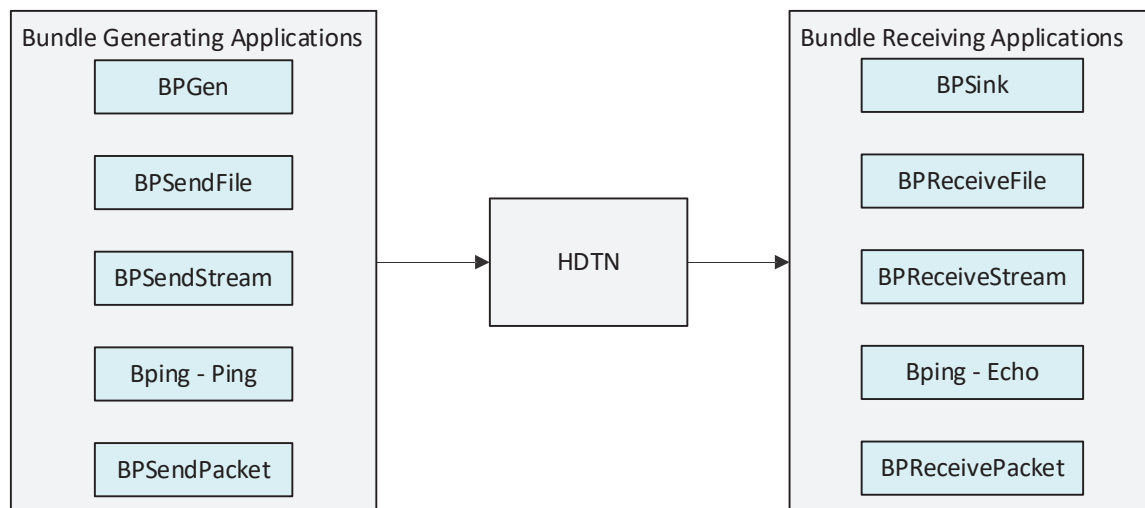 Bundle Generating Applications
BPGen
BPSendFile
BPSendStream
Bping - Ping
BPSendPacket
HDTN
Bundle Receiving Applications
BPSink
BPReceiveFile
BPReceiveStream
Bping - Echo
BPReceivePacket